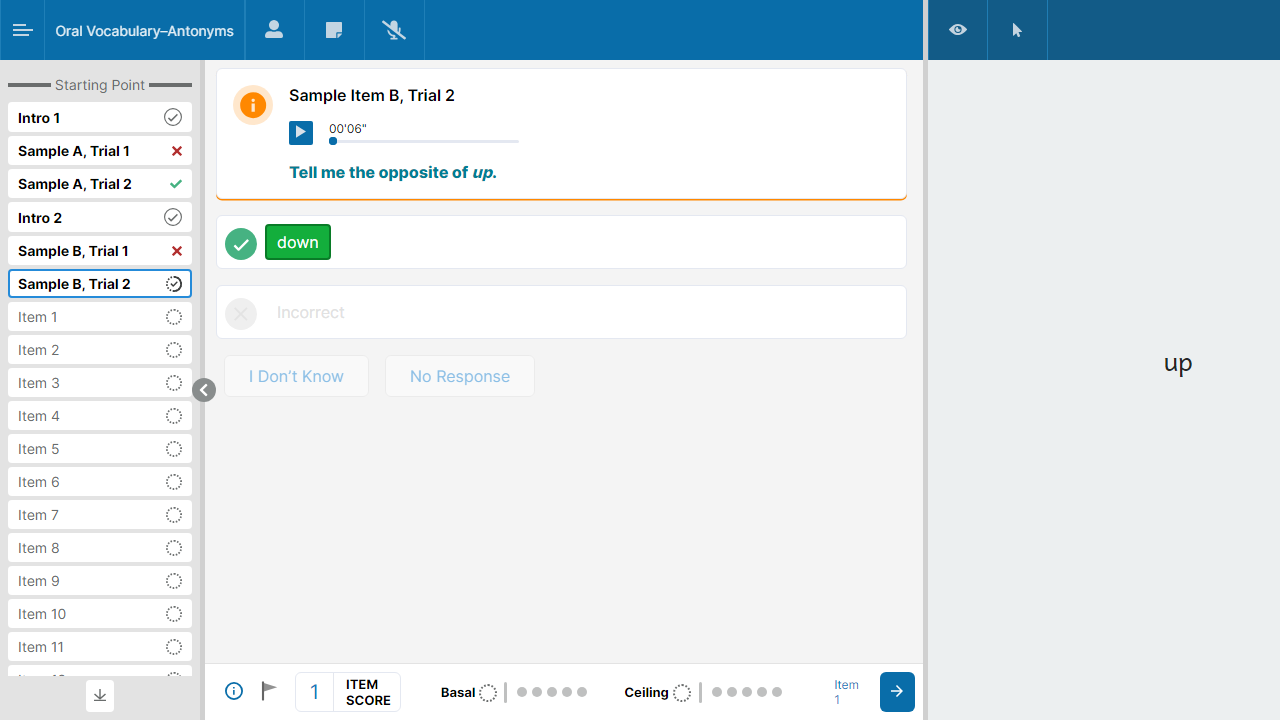 Oral Vocabulary–Antonyms
Starting Point
Intro 1
Sample A, Trial 1
Sample A, Trial 2
Intro 2
Sample B, Trial 1
Sample B, Trial 2
Item 1
Item 2
Item 3
Item 4
Item 5
Item 6
Item 7
Item 8
Item 9
Item 10
Item 11
Sample Item B, Trial 2
00'06"
Tell me the opposite of up.
down
Incorrect
I Don’t Know
No Response
up
1
ITEM
SCORE
Basal
Ceiling
Item
1